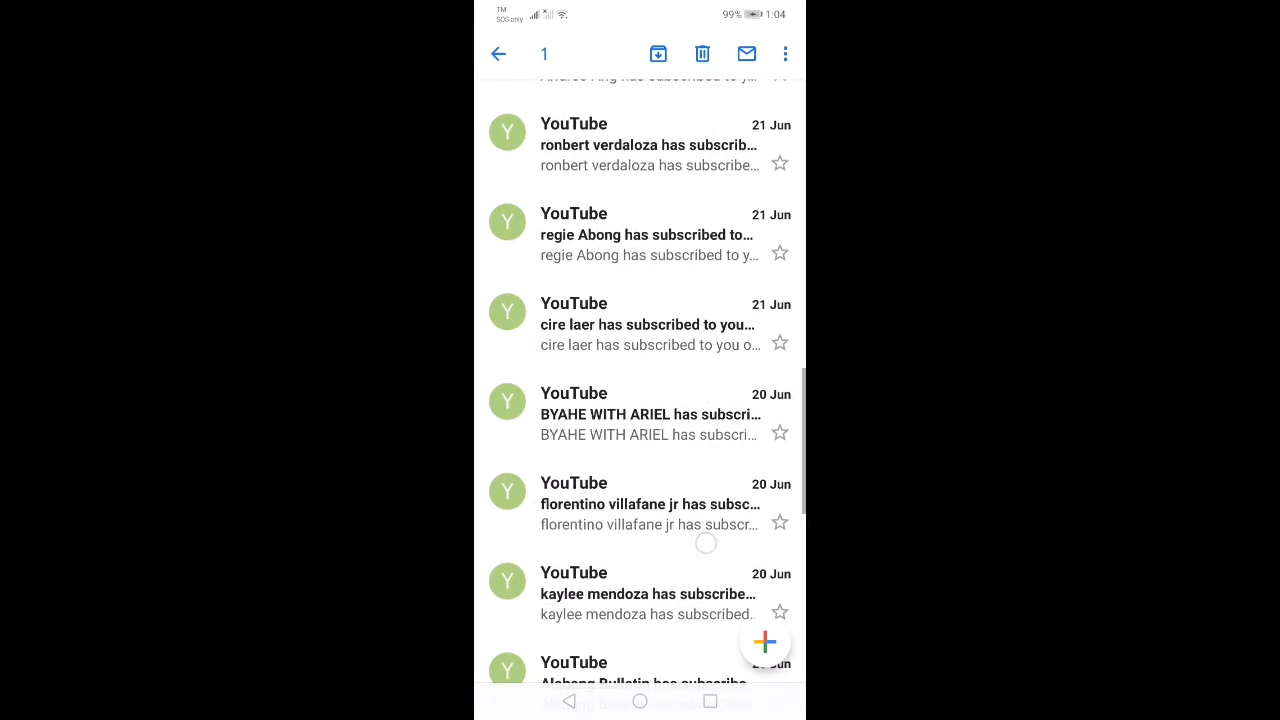 TM
SOS only
99% 1:04
1
YouTube 21 Jun
ronbert verdaloza has subscrib...
ronbert verdaloza has subscribe...
Y
YouTube 21 Jun
regie Abong has subscribed to...
regie Abong has subscribed to y...
Y
YouTube 21 Jun
cire laer has subscribed to you...
cire laer has subscribed to you o...
Y
YouTube 20 Jun
BYAHE WITH ARIEL has subscri...
BYAHE WITH ARIEL has subscri...
Y
YouTube 20 Jun
florentino villafane jr has subsc...
florentino villafane jr has subscr...
Y
YouTube 20 Jun
kaylee mendoza has subscribe...
kaylee mendoza has subscribed..
Y
YouTube Jun
Y